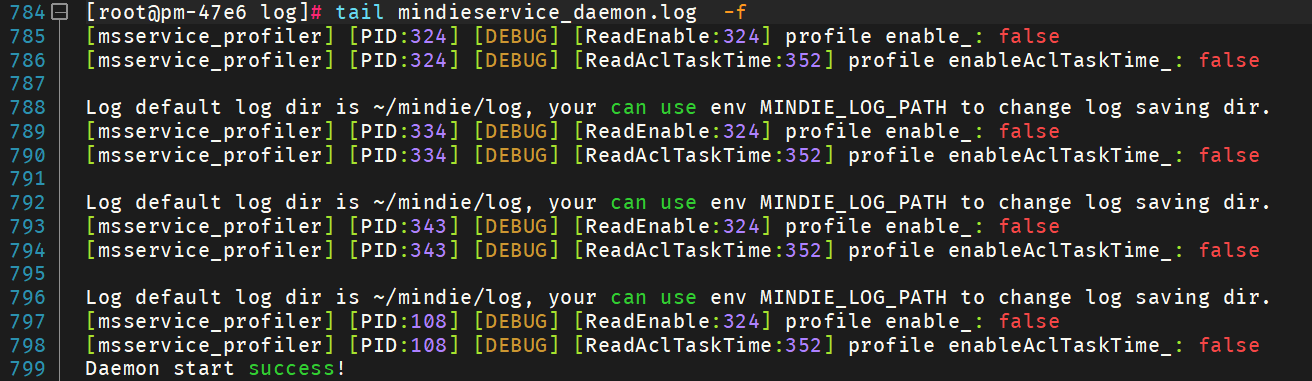 784 [root@pm-47e6 log]# tail mindieservice_daemon.log  -f
785 [msservice_profiler] [PID:324] [DEBUG] [ReadEnable:324] profile enable_: false
786 [msservice_profiler] [PID:324] [DEBUG] [ReadAclTaskTime:352] profile enableAclTaskTime_: false
787
788 Log default log dir is ~/mindie/log, your can use env MINDIE_LOG_PATH to change log saving dir.
789 [msservice_profiler] [PID:334] [DEBUG] [ReadEnable:324] profile enable_: false
790 [msservice_profiler] [PID:334] [DEBUG] [ReadAclTaskTime:352] profile enableAclTaskTime_: false
791
792 Log default log dir is ~/mindie/log, your can use env MINDIE_LOG_PATH to change log saving dir.
793 [msservice_profiler] [PID:343] [DEBUG] [ReadEnable:324] profile enable_: false
794 [msservice_profiler] [PID:343] [DEBUG] [ReadAclTaskTime:352] profile enableAclTaskTime_: false
795
796 Log default log dir is ~/mindie/log, your can use env MINDIE_LOG_PATH to change log saving dir.
797 [msservice_profiler] [PID:108] [DEBUG] [ReadEnable:324] profile enable_: false
798 [msservice_profiler] [PID:108] [DEBUG] [ReadAclTaskTime:352] profile enableAclTaskTime_: false
799 Daemon start success!